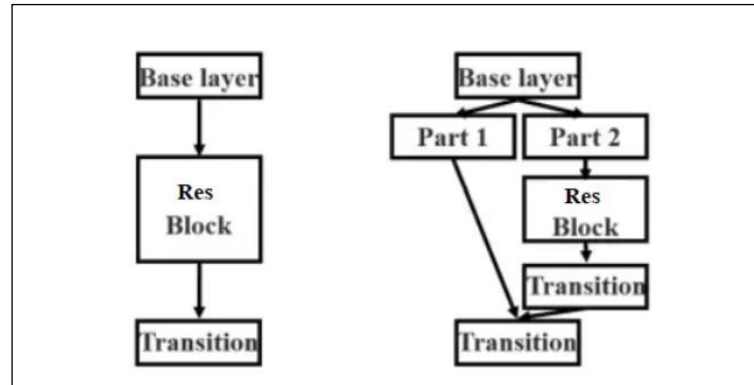 Base layer
Res
Block
Transition
Base layer
Part 1
Part 2
Res
Block
Transition
Transition